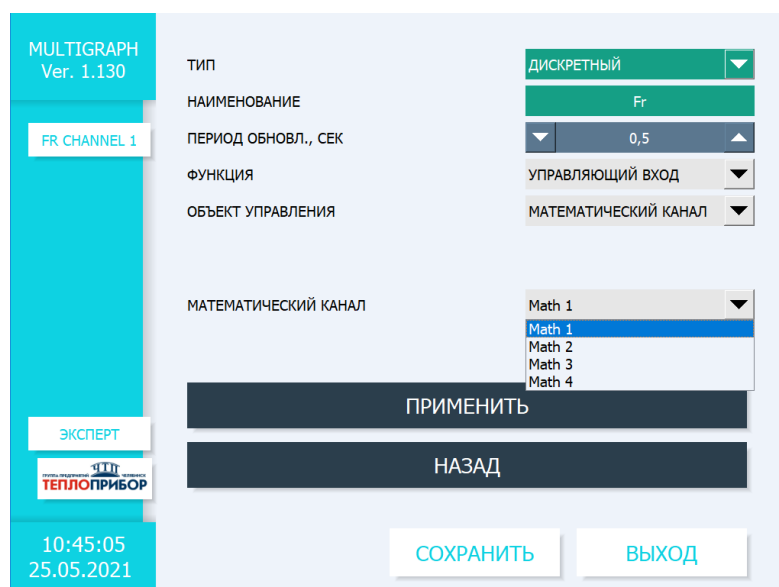 MULTIGRAPH
Ver. 1.130
ТИП
ДИСКРЕТНЫЙ
НАИМЕНОВАНИЕ
Fr
FR CHANNEL 1
ПЕРИОД ОБНОВЛ., СЕК
0,5
ФУНКЦИЯ
УПРАВЛЯЮЩИЙ ВХОД
ОБЪЕКТ УПРАВЛЕНИЯ
МАТЕМАТИЧЕСКИЙ КАНАЛ
МАТЕМАТИЧЕСКИЙ КАНАЛ
Math 1
Math 1
Math 2
Math 3
Math 4
ПРИМЕНИТЬ
ЭКСПЕРТ
НАЗАД
ЧТП
ТЕПЛОПРИБОР
10:45:05
25.05.2021
СОХРАНИТЬ
ВЫХОД